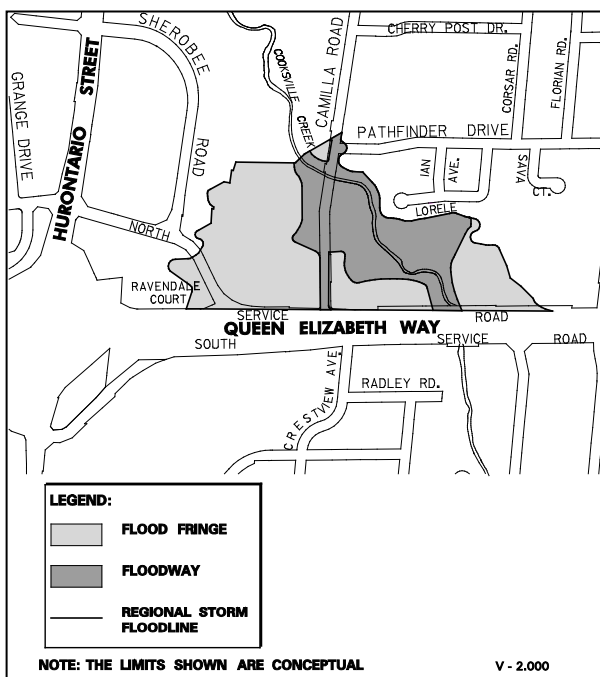 SHEROBEE
ROAD
COOKSVILLE CREEK
CAMILLA ROAD
CHERRY POST DR.
CORSAR RD.
FLORIAN RD.
GRANGE DRIVE
HURONTARIO STREET
PATHFINDER DRIVE
IAN
AVE.
SAVA
CT.
LORELE
NORTH
RAVENDALE
COURT
SERVICE
ROAD
QUEEN ELIZABETH WAY
SOUTH
SERVICE
ROAD
CRESTVIEW AVE.
RADLEY RD.
LEGEND:
FLOOD FRINGE
FLOODWAY
REGIONAL STORM
FLOODLINE
NOTE: THE LIMITS SHOWN ARE CONCEPTUAL
V - 2.000